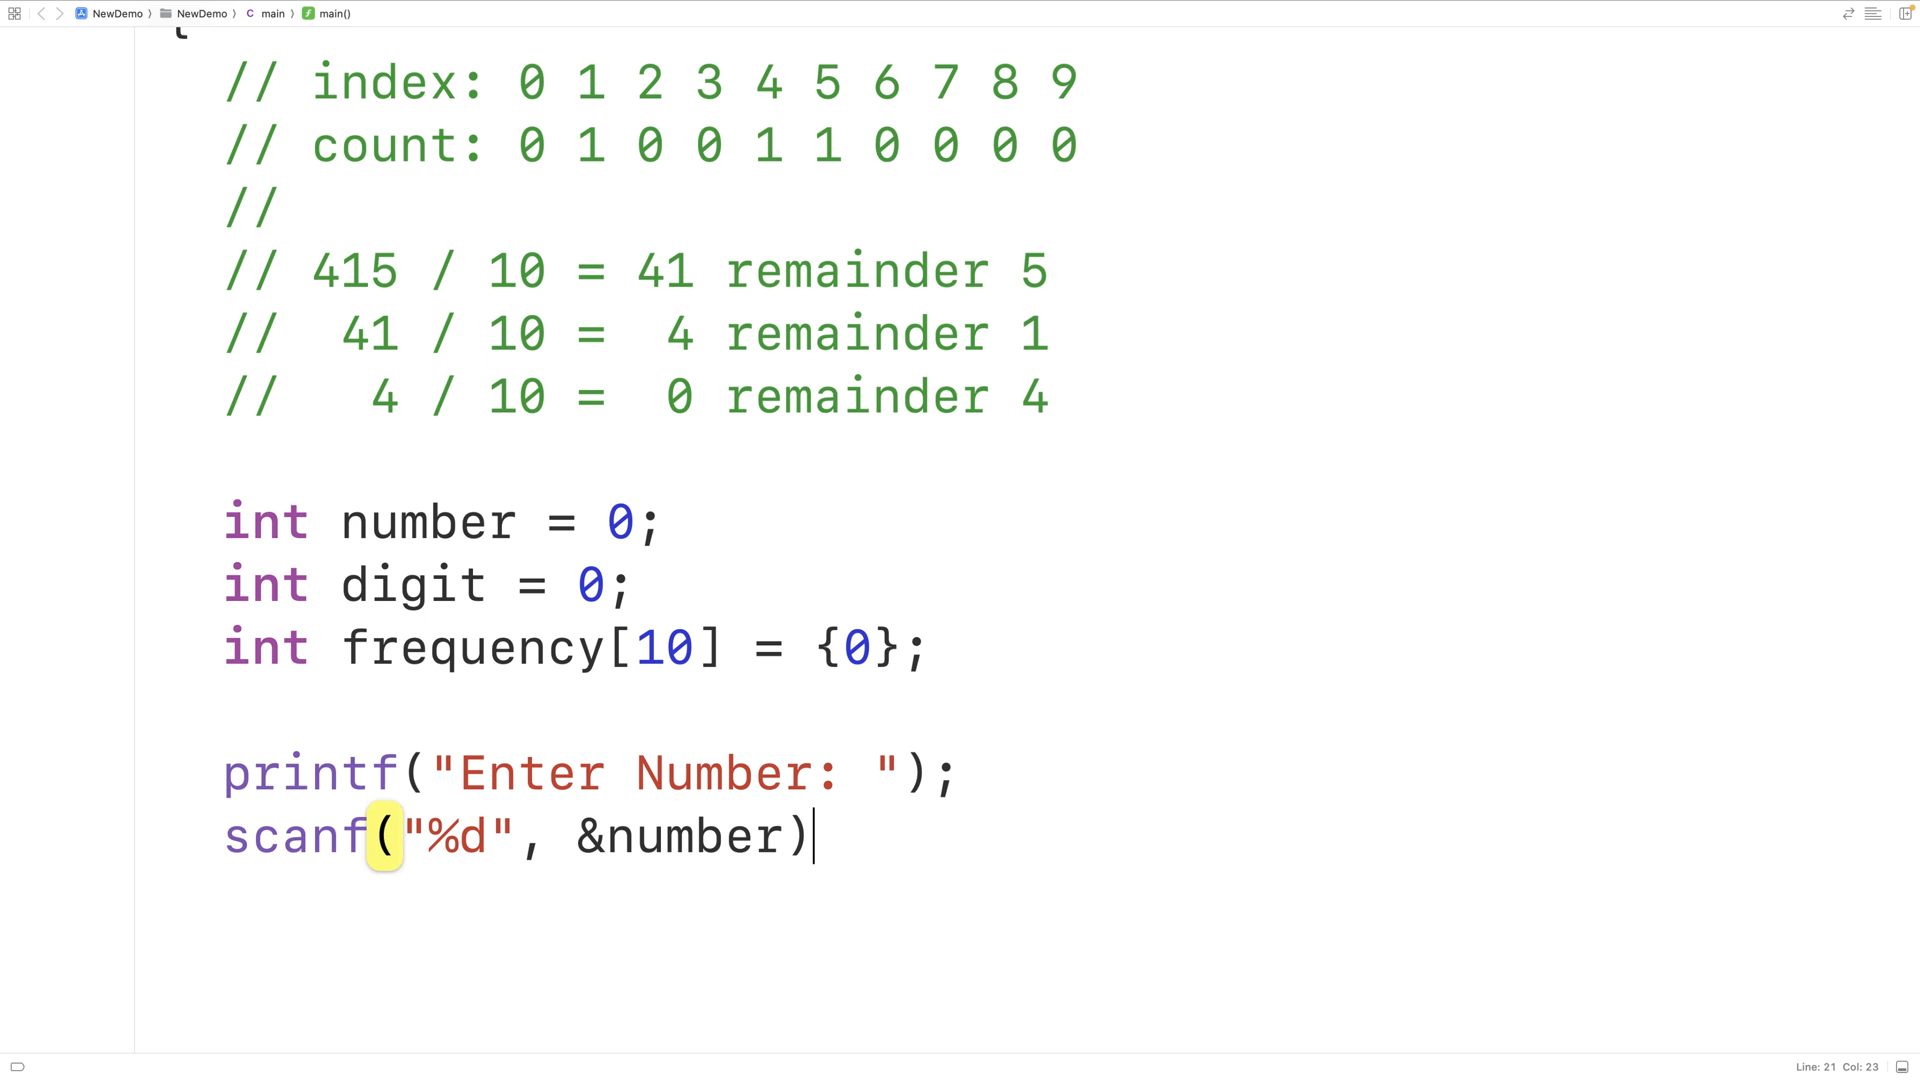 NewDemo 〉 NewDemo 〉 C main 〉 f main()
{
// index: 0 1 2 3 4 5 6 7 8 9
// count: 0 1 0 0 1 1 0 0 0 0
//
// 415 / 10 = 41 remainder 5
//  41 / 10 =  4 remainder 1
//   4 / 10 =  0 remainder 4
int number = 0;
int digit = 0;
int frequency[10] = {0};
printf("Enter Number: ");
scanf("%d", &number)
Line: 21 Col: 23